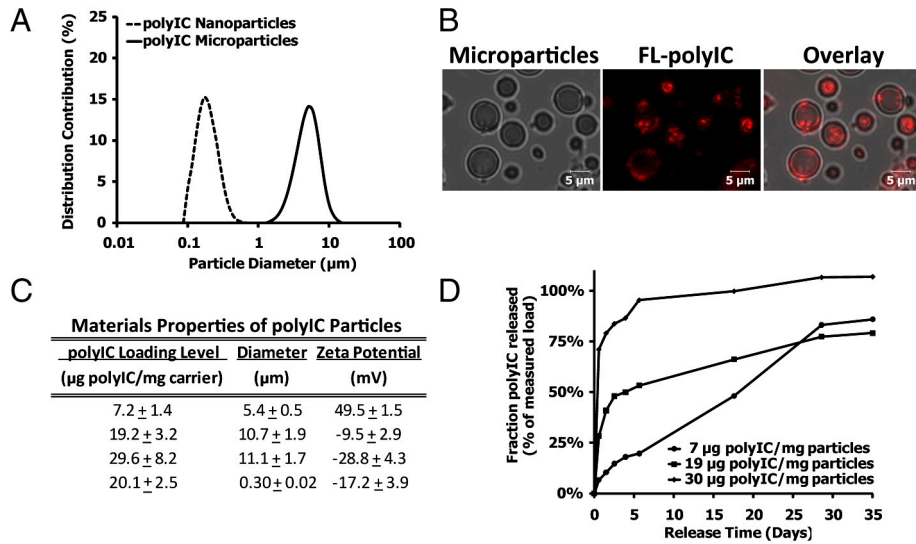 A
25
20
15
10
5
0
Distribution Contribution (%)
polyIC Nanoparticles
polyIC Microparticles
0.01
0.1
1
10
100
Particle Diameter (µm)
B
Microparticles
FL-polyIC
Overlay
5 µm
5 µm
5 µm
C
Materials Properties of polyIC Particles
polyIC Loading Level Diameter Zeta Potential
(µg polyIC/mg carrier) (µm) (mV)
7.2 ± 1.4 5.4 ± 0.5 49.5 ± 1.5
19.2 ± 3.2 10.7 ± 1.9 -9.5 ± 2.9
29.6 ± 8.2 11.1 ± 1.7 -28.8 ± 4.3
20.1 ± 2.5 0.30 ± 0.02 -17.2 ± 3.9
D
Fraction polyIC released
(% of measured load)
100%
75%
50%
25%
0%
7 µg polyIC/mg particles
19 µg polyIC/mg particles
30 µg polyIC/mg particles
0 5 10 15 20 25 30 35
Release Time (Days)